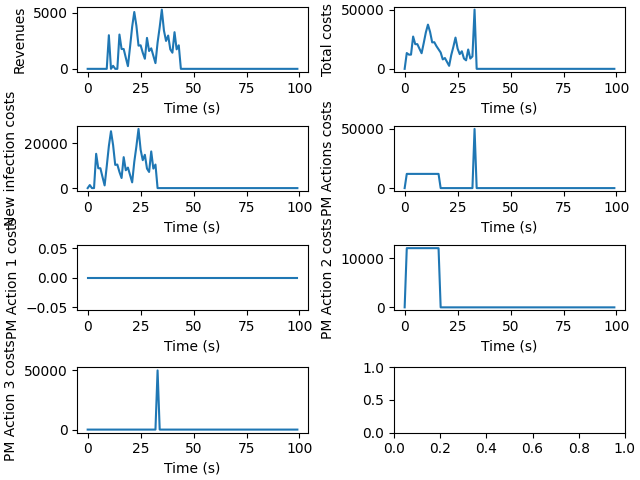 Revenues
5000
0
0 25 50 75 100
Time (s)
Total costs
50000
0
0 25 50 75 100
Time (s)
New infection costs
20000
0
0 25 50 75 100
Time (s)
PM Actions costs
50000
0
0 25 50 75 100
Time (s)
PM Action 1 costs
0.05
0.00
−0.05
0 25 50 75 100
Time (s)
PM Action 2 costs
10000
0
0 25 50 75 100
Time (s)
PM Action 3 costs
50000
0
0 25 50 75 100
Time (s)
1.0
0.5
0.0
0.0 0.2 0.4 0.6 0.8 1.0